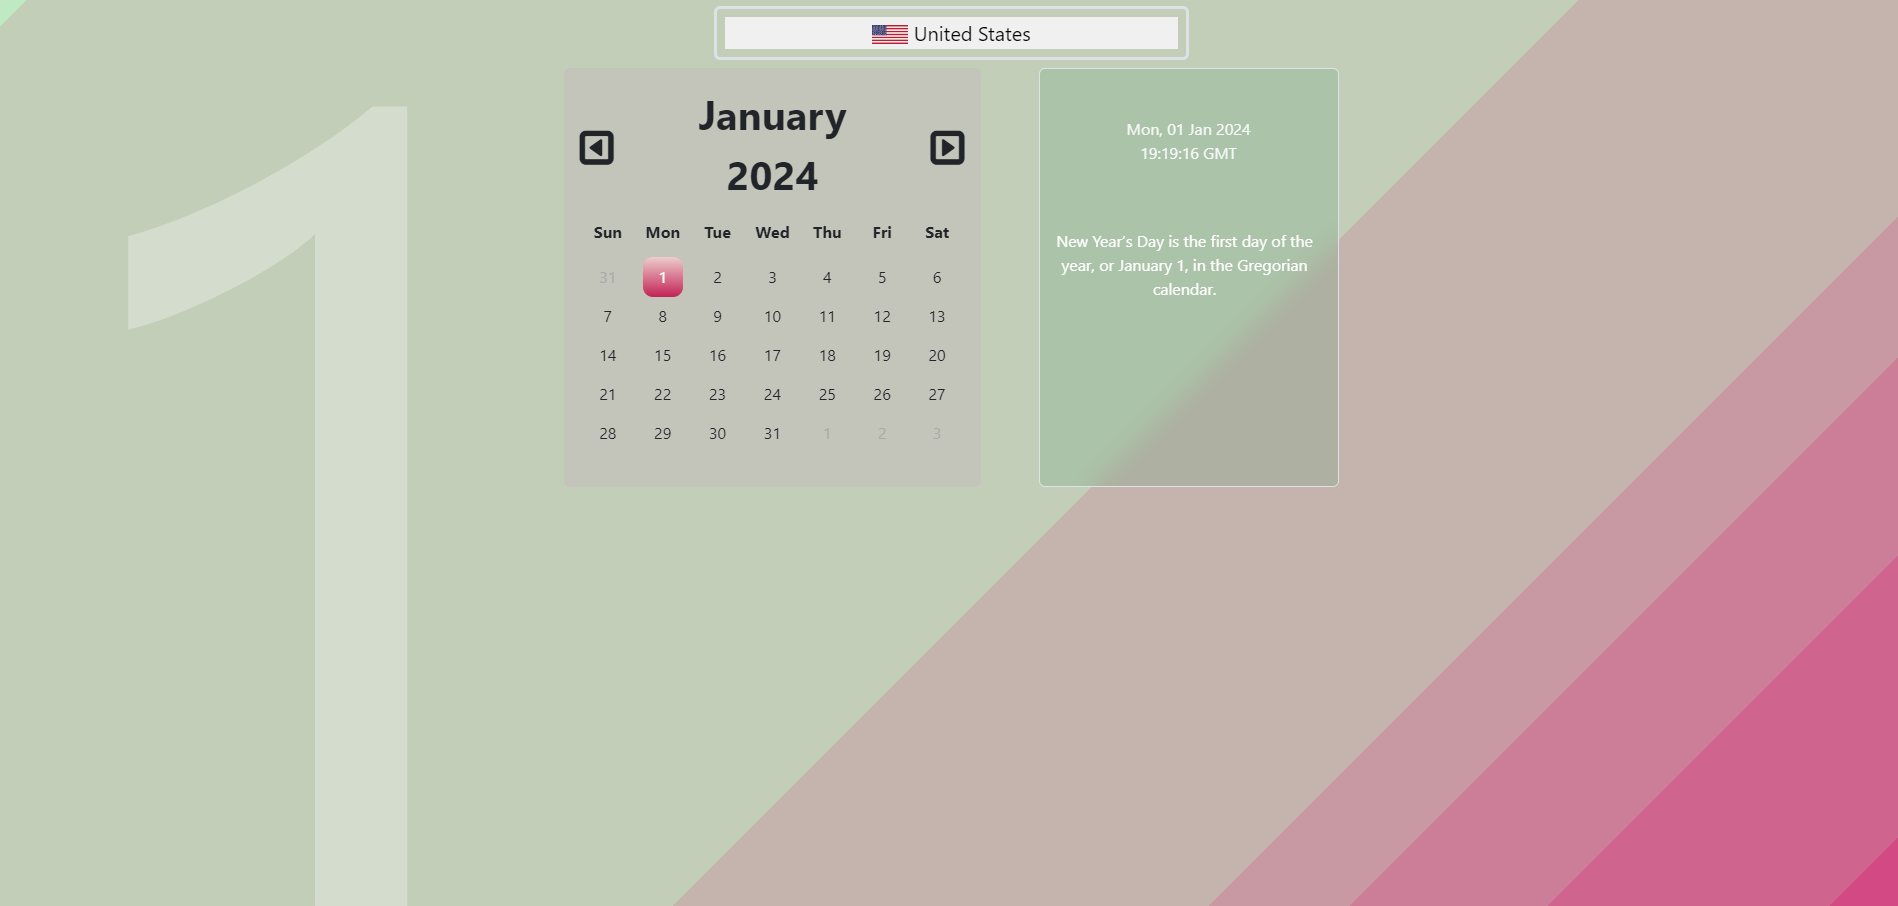 United States
January
2024
Sun Mon Tue Wed Thu Fri Sat
31 1 2 3 4 5 6
7 8 9 10 11 12 13
14 15 16 17 18 19 20
21 22 23 24 25 26 27
28 29 30 31 1 2 3
Mon, 01 Jan 2024
19:19:16 GMT
New Year's Day is the first day of the
year, or January 1, in the Gregorian
calendar.
1